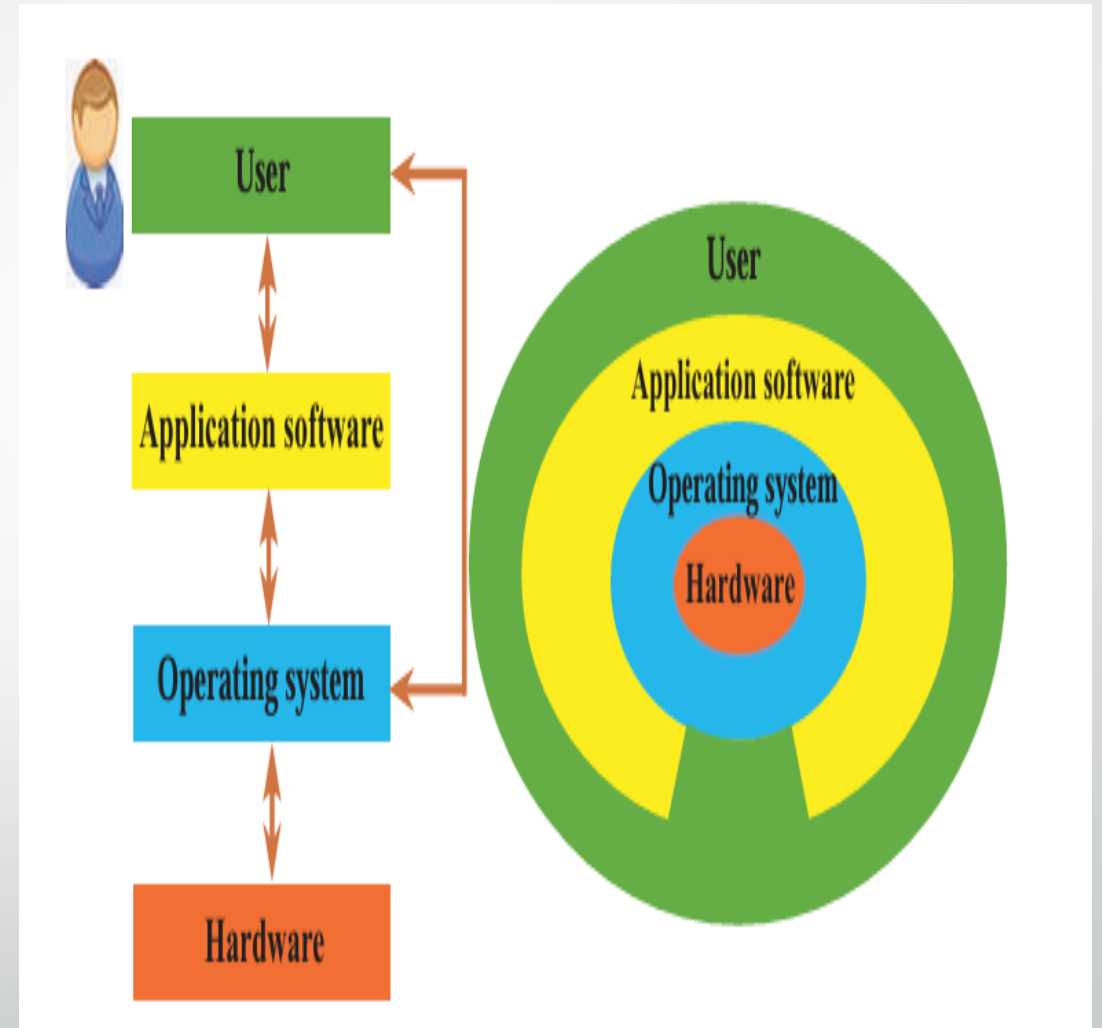 User
Application software
Operating system
Hardware
User
Application software
Operating system
Hardware